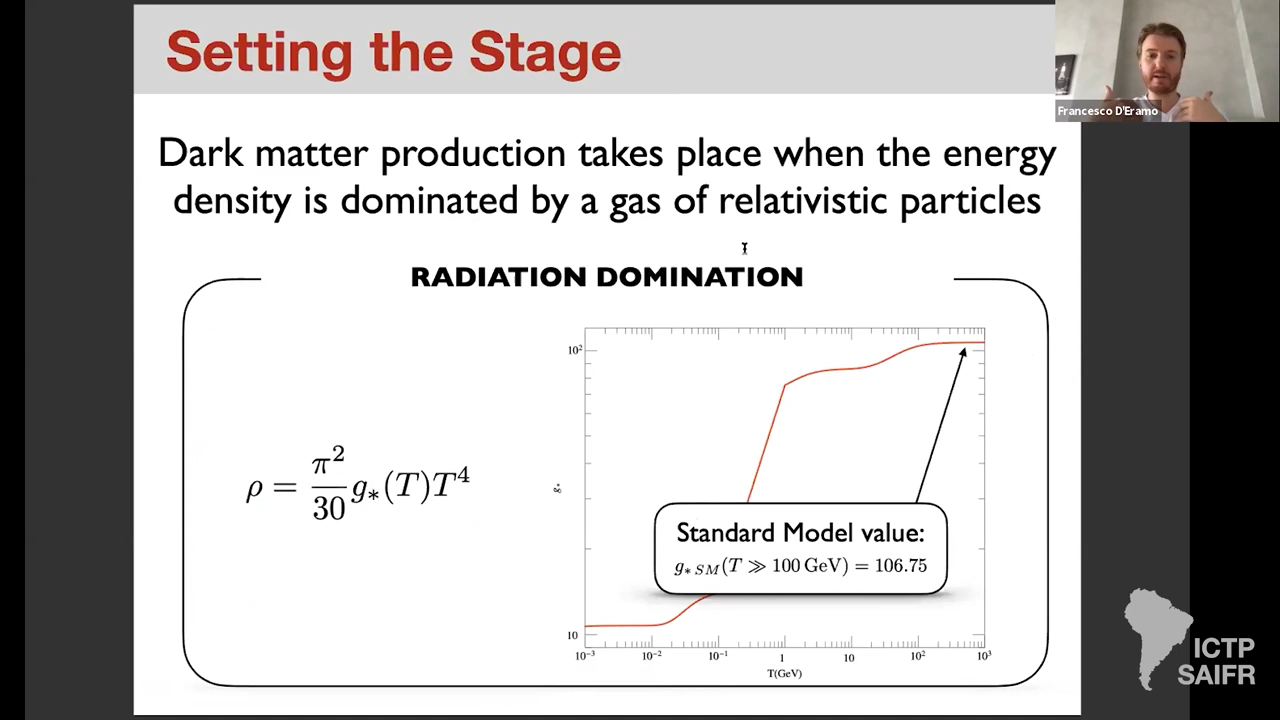 Setting the Stage
Francesco D'Eramo
Dark matter production takes place when the energy
density is dominated by a gas of relativistic particles
RADIATION DOMINATION
ρ = π²/30 g∗(T)T⁴
10²
g*
10
Standard Model value:
g∗ SM(T ≫ 100 GeV) = 106.75
10⁻³ 10⁻² 10⁻¹ 1 10 10² 10³
T(GeV)
ICTP
SAIFR